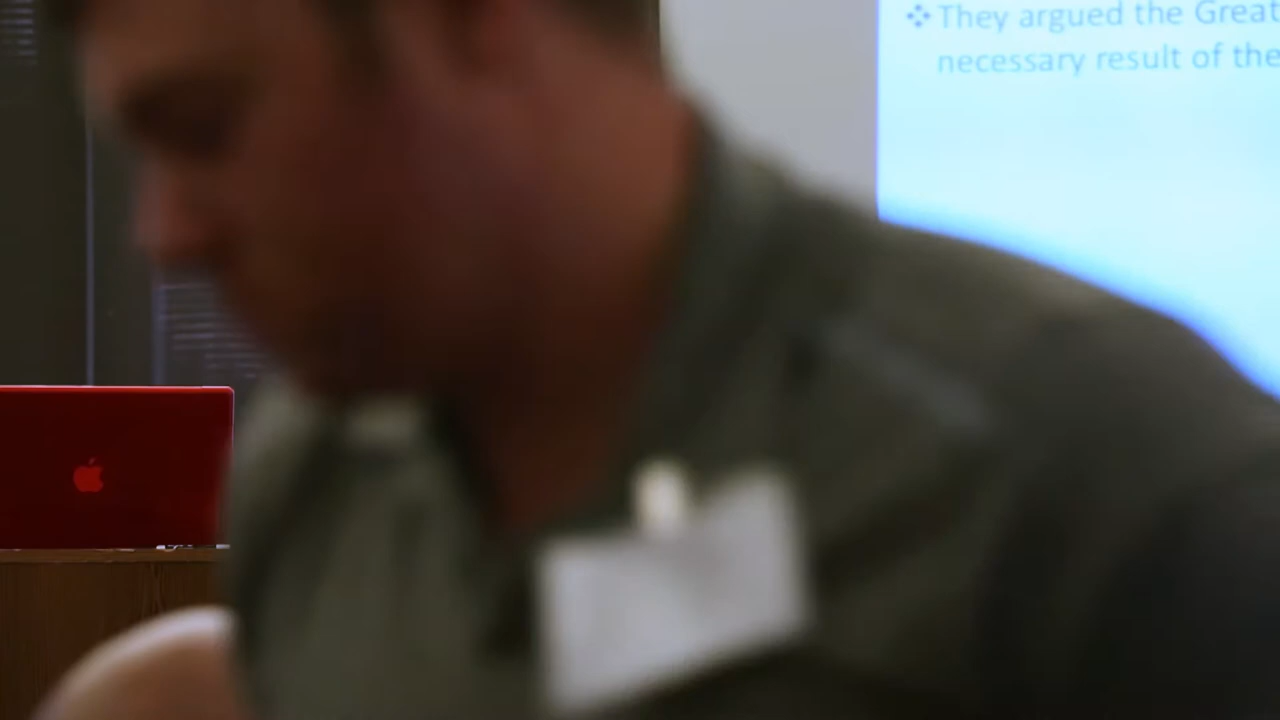 They argued the Great
necessary result of the